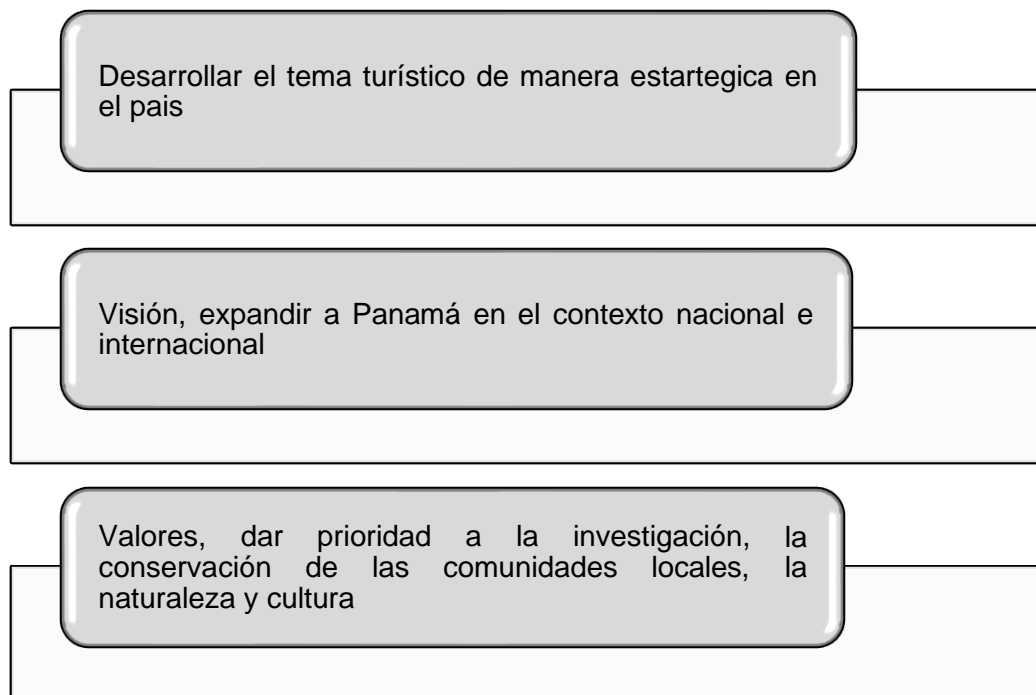 Desarrollar el tema turístico de manera estartegica en
el pais
Visión, expandir a Panamá en el contexto nacional e
internacional
Valores, dar prioridad a la investigación, la
conservación de las comunidades locales, la
naturaleza y cultura